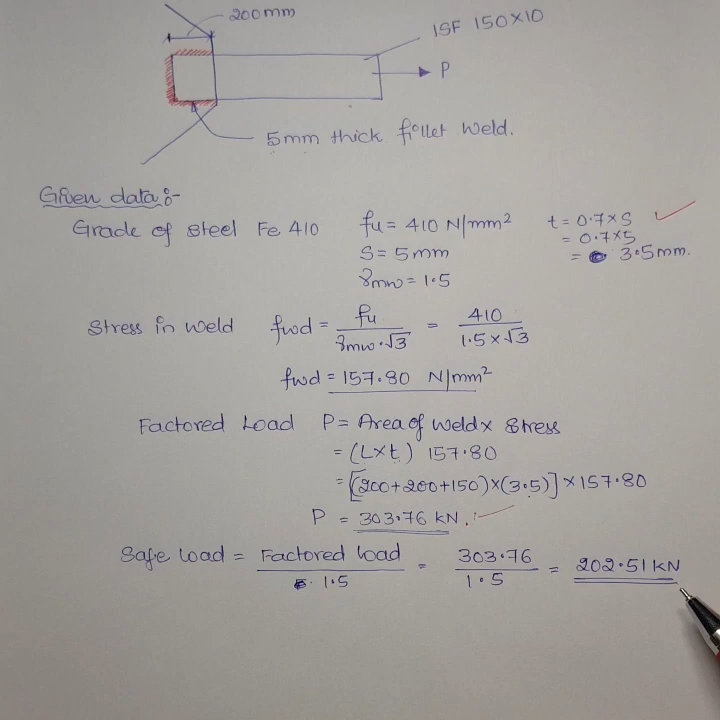 200mm
ISF 150×10
P
5mm thick fillet weld.
Given data:-
Grade of steel Fe 410 fu = 410 N/mm² t = 0.7×S
S = 5mm = 0.7×5
γmw = 1.5 = 3.5mm.
Stress in weld fwd = fu / γmw·√3 = 410 / 1.5×√3
fwd = 157.80 N/mm²
Factored Load P = Area of weld × Stress
= (L×t) 157.80
= [(200+200+150)×(3.5)] × 157.80
P = 303.76 kN.
Safe load = Factored load / 1.5 = 303.76 / 1.5 = 202.51 kN